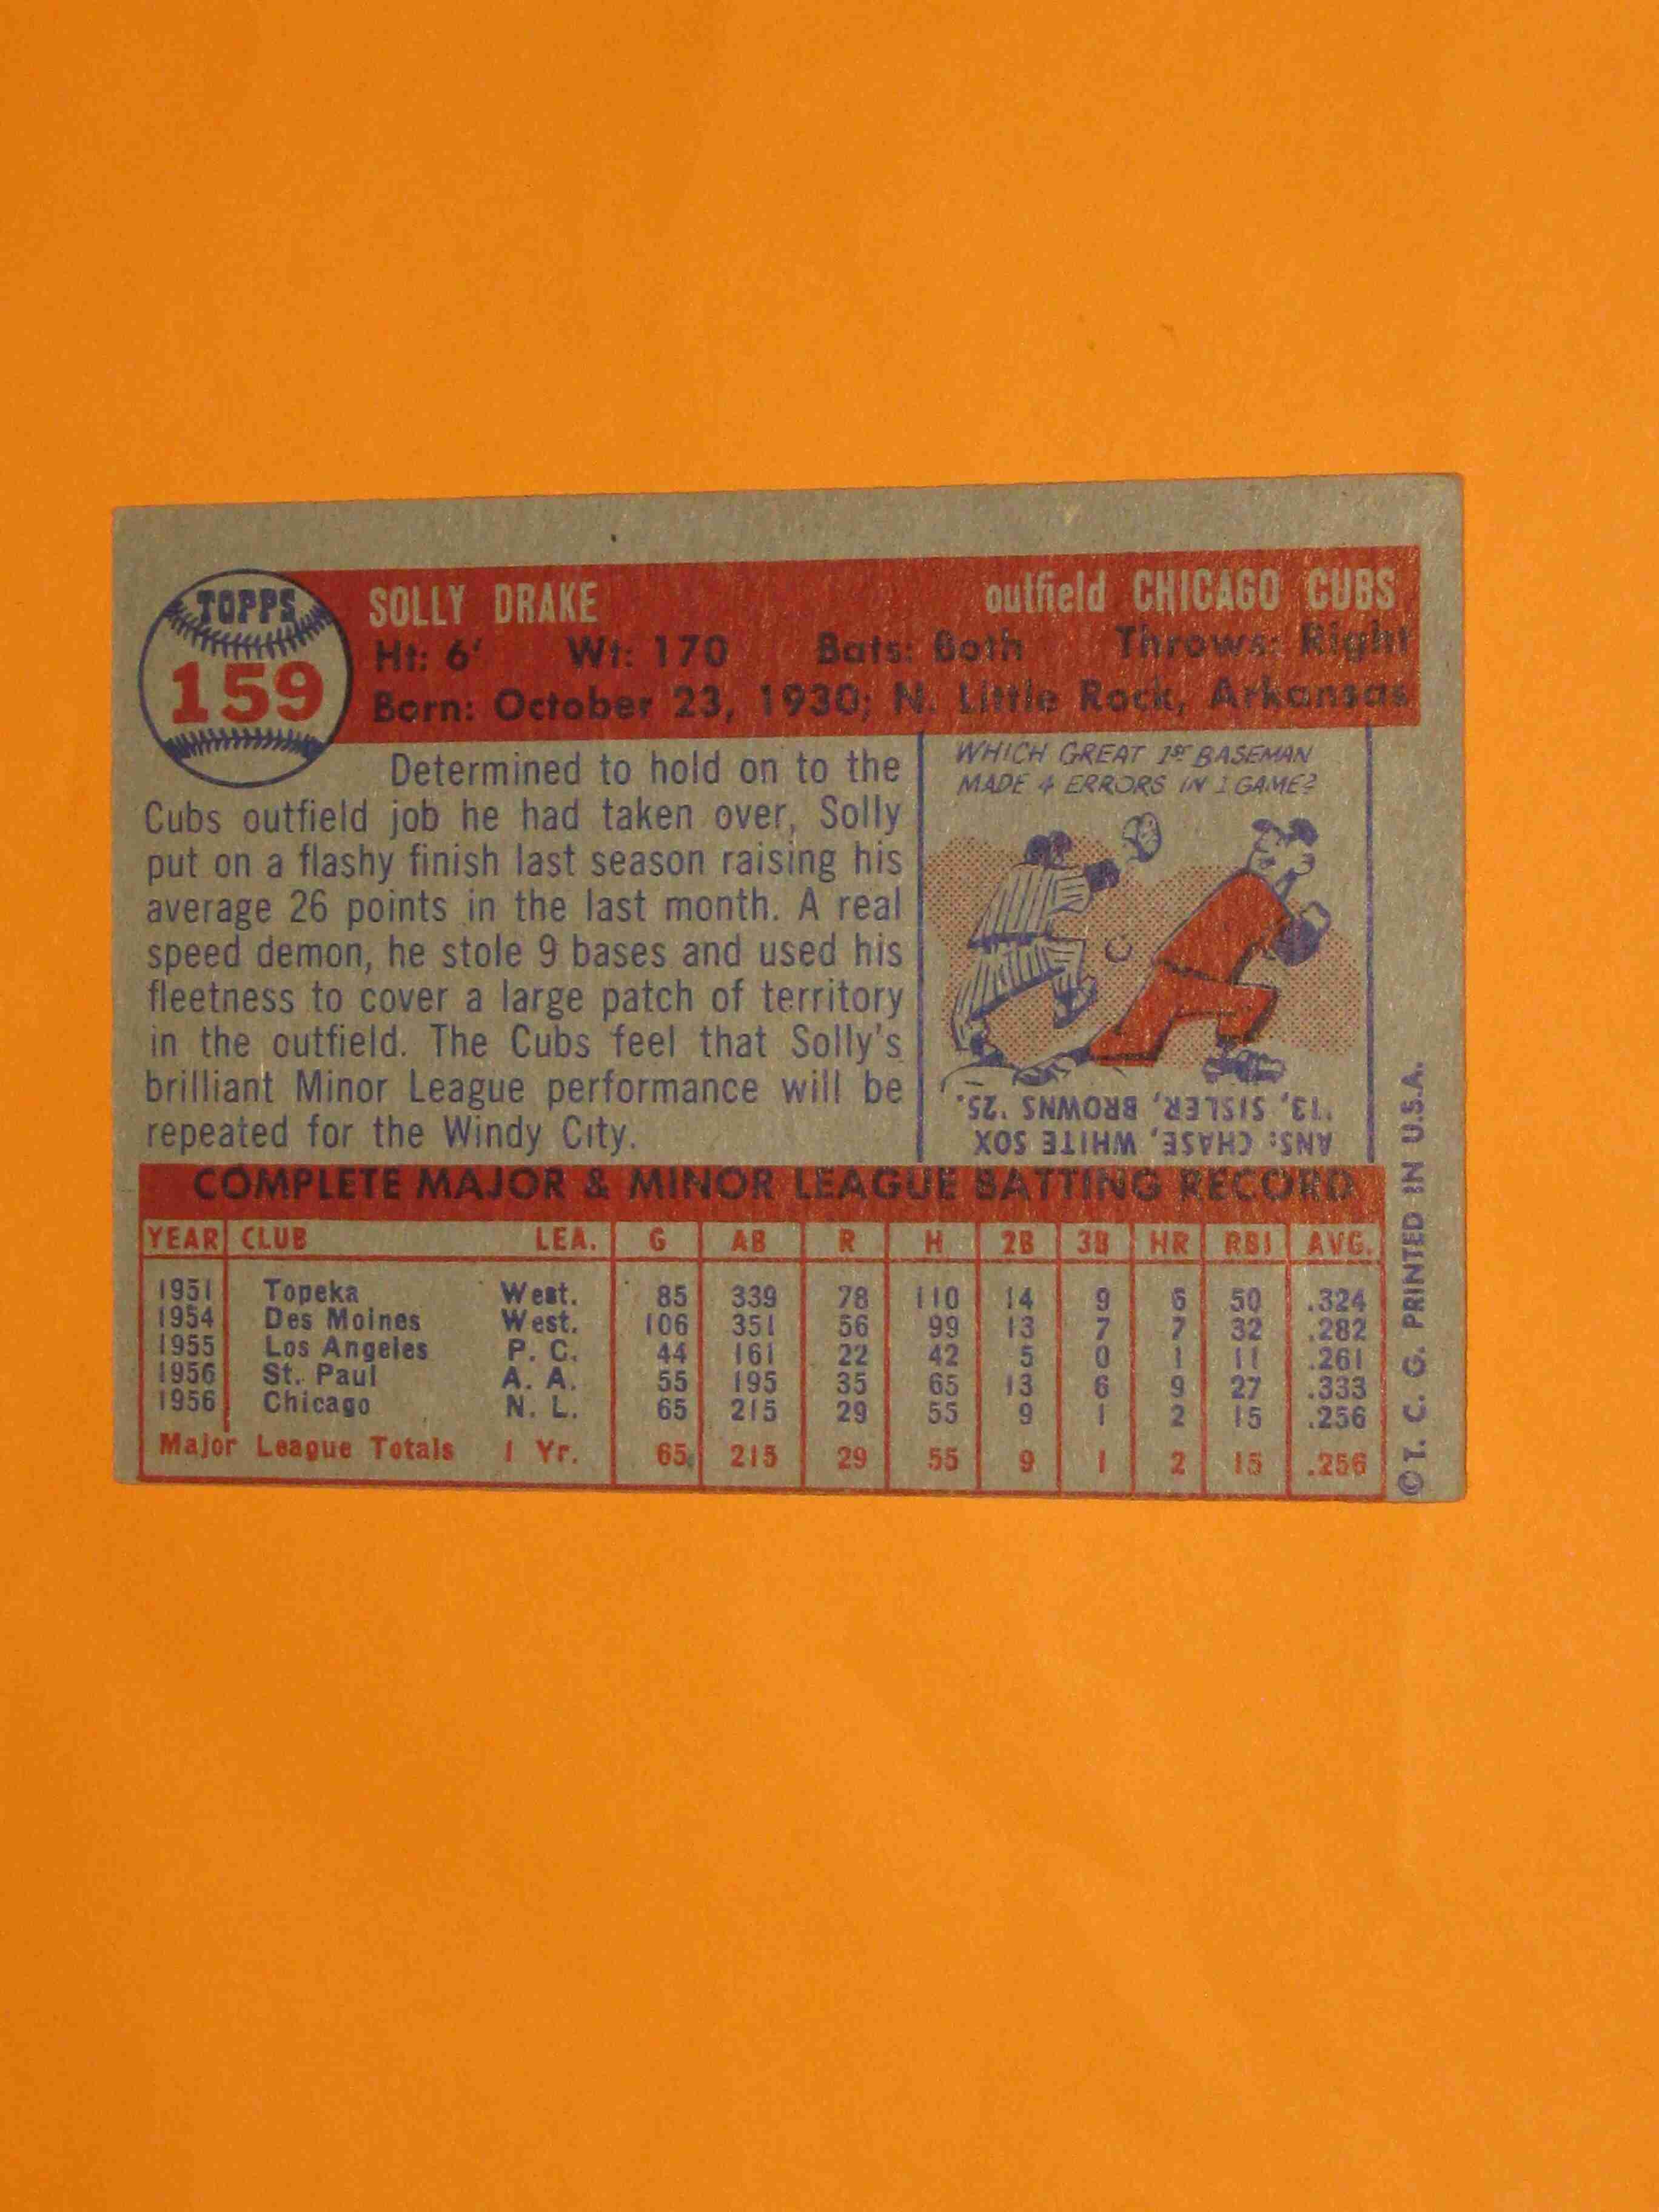 TOPPS
159
SOLLY DRAKE outfield CHICAGO CUBS
Ht: 6' Wt: 170 Bats: Both Throws: Right
Born: October 23, 1930; N. Little Rock, Arkansas
Determined to hold on to the
Cubs outfield job he had taken over, Solly
put on a flashy finish last season raising his
average 26 points in the last month. A real
speed demon, he stole 9 bases and used his
fleetness to cover a large patch of territory
in the outfield. The Cubs feel that Solly's
brilliant Minor League performance will be
repeated for the Windy City.
WHICH GREAT 1ST BASEMAN
MADE 4 ERRORS IN 1 GAME?
ANS: CHASE, WHITE SOX
'13, SISLER, BROWNS '25.
COMPLETE MAJOR & MINOR LEAGUE BATTING RECORD
YEAR CLUB LEA. G AB R H 2B 3B HR RBI AVG.
1951 Topeka West. 85 339 78 110 14 9 6 50 .324
1954 Des Moines West. 106 351 56 99 13 7 7 32 .282
1955 Los Angeles P. C. 44 161 22 42 5 0 1 11 .261
1956 St. Paul A. A. 55 195 35 65 13 6 9 27 .333
1956 Chicago N. L. 65 215 29 55 9 1 2 15 .256
Major League Totals 1 Yr. 65 215 29 55 9 1 2 15 .256
© T. C. G. PRINTED IN U.S.A.